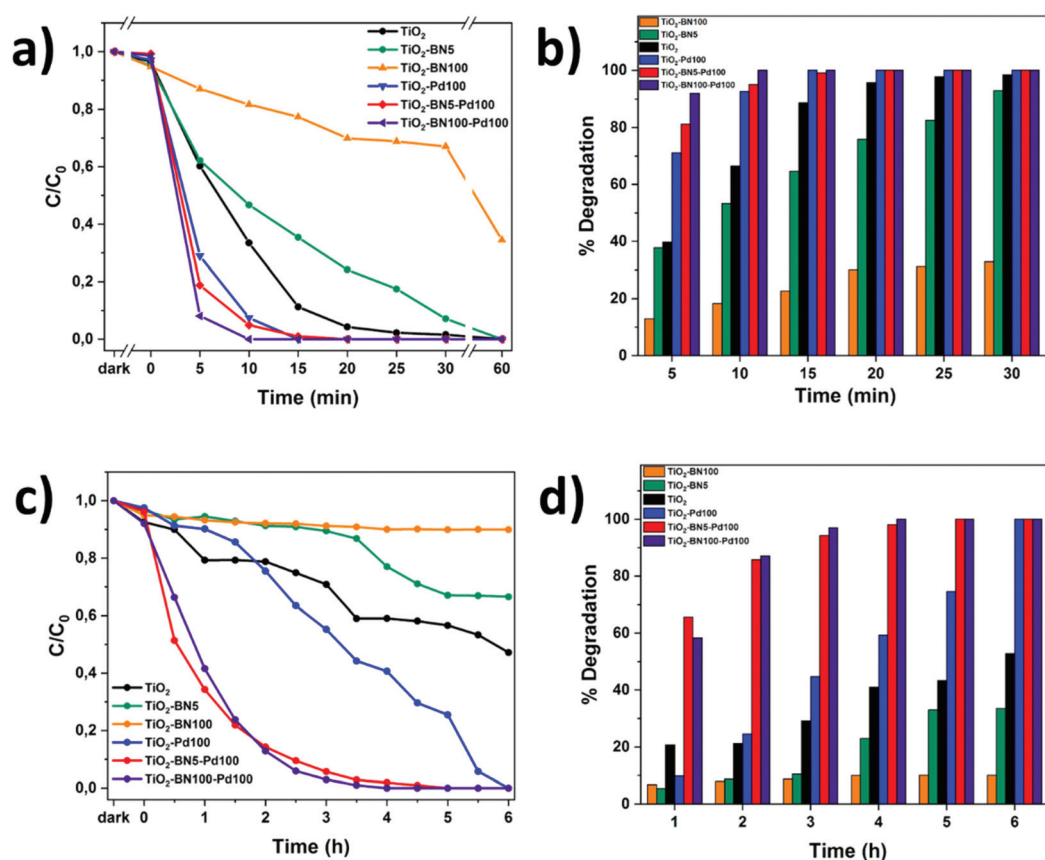 a)
TiO₂
TiO₂-BN5
TiO₂-BN100
TiO₂-Pd100
TiO₂-BN5-Pd100
TiO₂-BN100-Pd100
C/C₀
1,0
0,8
0,6
0,4
0,2
0,0
dark 0 5 10 15 20 25 30 60
Time (min)
b)
TiO₂-BN100
TiO₂-BN5
TiO₂
TiO₂-Pd100
TiO₂-BN5-Pd100
TiO₂-BN100-Pd100
% Degradation
100
80
60
40
20
0
5 10 15 20 25 30
Time (min)
c)
C/C₀
1,0
0,8
0,6
0,4
0,2
0,0
TiO₂
TiO₂-BN5
TiO₂-BN100
TiO₂-Pd100
TiO₂-BN5-Pd100
TiO₂-BN100-Pd100
dark 0 1 2 3 4 5 6
Time (h)
d)
TiO₂-BN100
TiO₂-BN5
TiO₂
TiO₂-Pd100
TiO₂-BN5-Pd100
TiO₂-BN100-Pd100
% Degradation
100
80
60
40
20
0
1 2 3 4 5 6
Time (h)